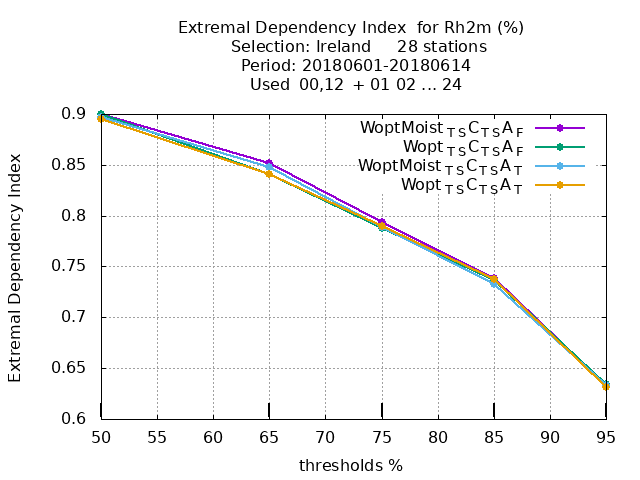 Extremal Dependency Index  for Rh2m (%)
Selection: Ireland     28 stations
Period: 20180601-20180614
Used  00,12  + 01 02 ... 24
WoptMoist TS C TS A F
Wopt TS C TS A F
WoptMoist TS C TS A T
Wopt TS C TS A T
Extremal Dependency Index
0.9
0.85
0.8
0.75
0.7
0.65
0.6
50 55 60 65 70 75 80 85 90 95
thresholds %